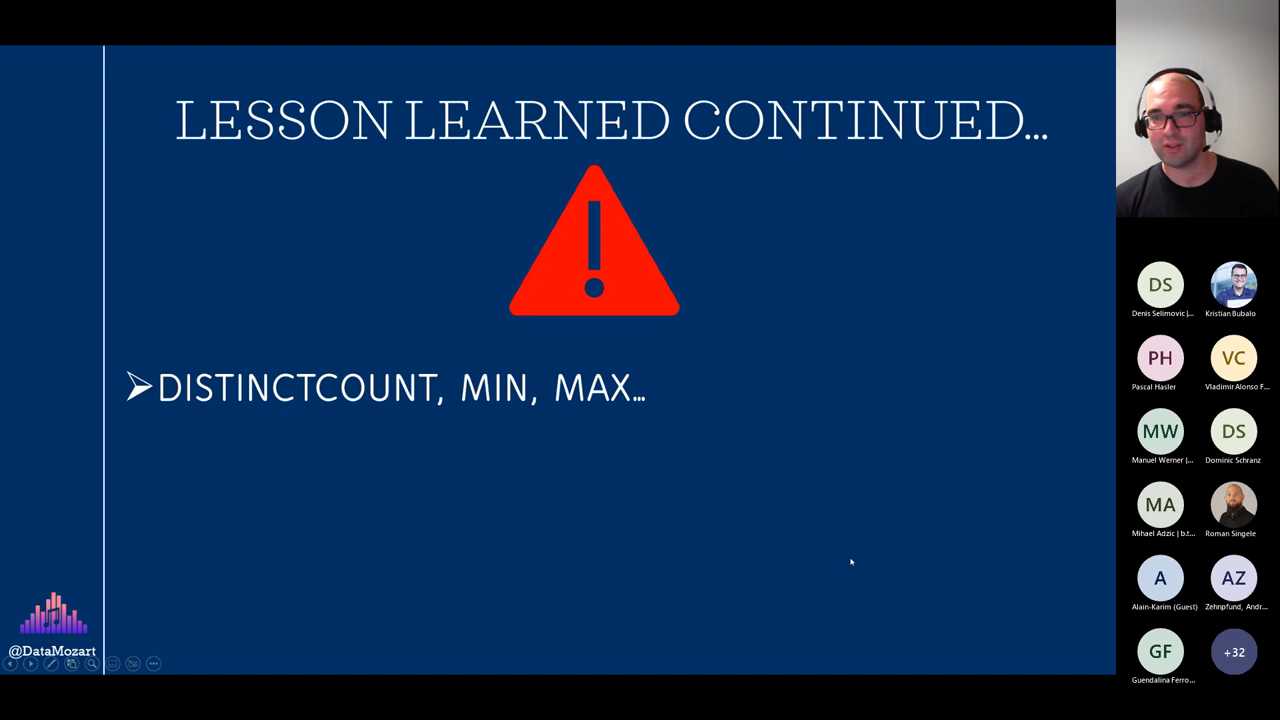 LESSON LEARNED CONTINUED...
DISTINCTCOUNT, MIN, MAX...
@DataMozart
DS
Denis Selimovic |...
Kristian Bubalo
PH
Pascal Hasler
VC
Vladimir Alonso F...
MW
Manuel Werner |...
DS
Dominic Schranz
MA
Mihael Adzic | b.t...
Roman Singele
A
Alain-Karim (Guest)
AZ
Zehnpfund, Andr...
GF
Guendalina Ferro...
+32